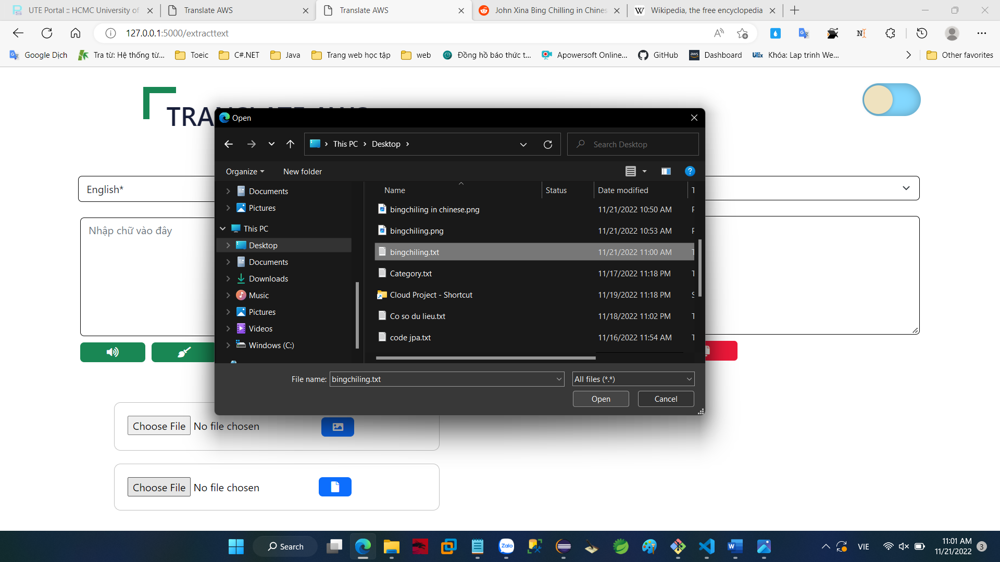 UTE Portal :: HCMC University of
Translate AWS
Translate AWS
John Xina Bing Chilling in Chines
Wikipedia, the free encyclopedia
127.0.0.1:5000/extracttext
Google Dịch
Tra từ: Hệ thống từ...
Toeic
C#.NET
Java
Trang web học tập
web
Đồng hồ báo thức t...
Apowersoft Online...
GitHub
Dashboard
Khóa: Lap trinh We...
Other favorites
TRANSLATE AWS
Open
This PC
Desktop
Search Desktop
Organize
New folder
English*
Nhập chữ vào đây
Documents
Pictures
This PC
Desktop
Documents
Downloads
Music
Pictures
Videos
Windows (C:)
Name
Status
Date modified
T
bingchiling in chinese.png
11/21/2022 10:50 AM
bingchiling.png
11/21/2022 10:53 AM
bingchiling.txt
11/21/2022 11:00 AM
Category.txt
11/17/2022 11:18 PM
Cloud Project - Shortcut
11/19/2022 11:18 PM
Co so du lieu.txt
11/18/2022 11:02 PM
code jpa.txt
11/16/2022 11:54 AM
File name:
bingchiling.txt
All files (*.*)
Open
Cancel
Choose File No file chosen
Choose File No file chosen
Search
Zalo
VIE
11:01 AM
11/21/2022
3